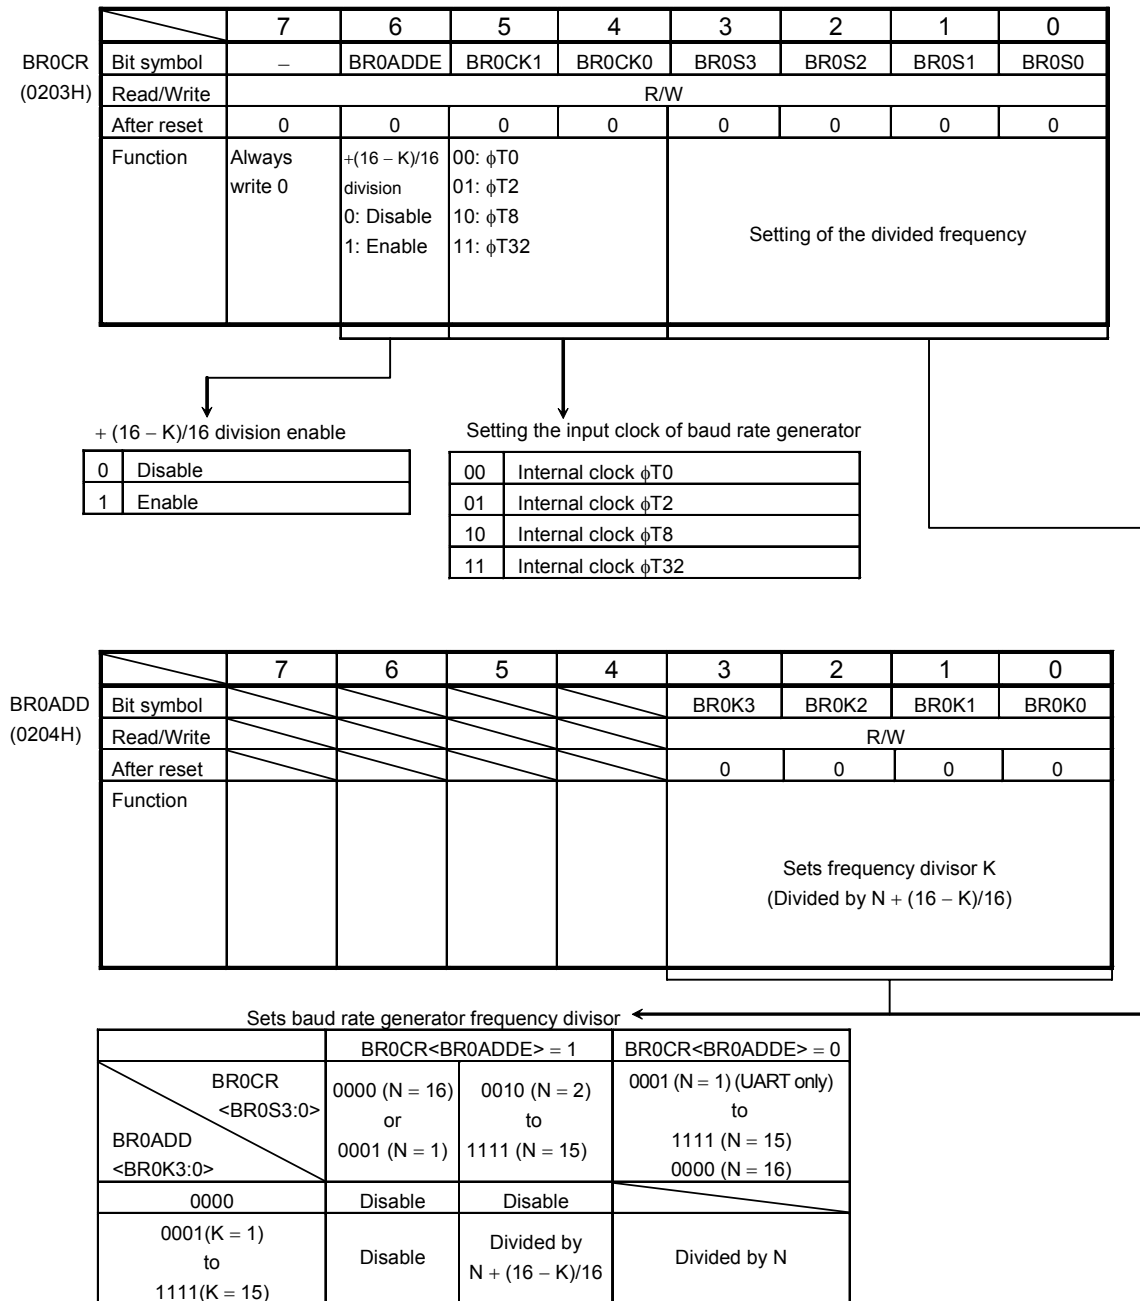 7 6 5 4 3 2 1 0
BR0CR Bit symbol – BR0ADDE BR0CK1 BR0CK0 BR0S3 BR0S2 BR0S1 BR0S0
(0203H) Read/Write R/W
After reset 0 0 0 0 0 0 0 0
Function Always +(16 – K)/16 00: ϕT0
write 0 division 01: ϕT2
0: Disable 10: ϕT8
1: Enable 11: ϕT32
Setting of the divided frequency
+ (16 – K)/16 division enable
0 Disable
1 Enable
Setting the input clock of baud rate generator
00 Internal clock ϕT0
01 Internal clock ϕT2
10 Internal clock ϕT8
11 Internal clock ϕT32
7 6 5 4 3 2 1 0
BR0ADD Bit symbol BR0K3 BR0K2 BR0K1 BR0K0
(0204H) Read/Write R/W
After reset 0 0 0 0
Function
Sets frequency divisor K
(Divided by N + (16 – K)/16)
Sets baud rate generator frequency divisor
BR0CR<BR0ADDE> = 1 BR0CR<BR0ADDE> = 0
BR0CR
<BR0S3:0>
BR0ADD
<BR0K3:0>
0000 (N = 16)
or
0001 (N = 1)
0010 (N = 2)
to
1111 (N = 15)
0001 (N = 1) (UART only)
to
1111 (N = 15)
0000 (N = 16)
0000 Disable Disable
0001(K = 1)
to
1111(K = 15)
Disable
Divided by
N + (16 – K)/16
Divided by N